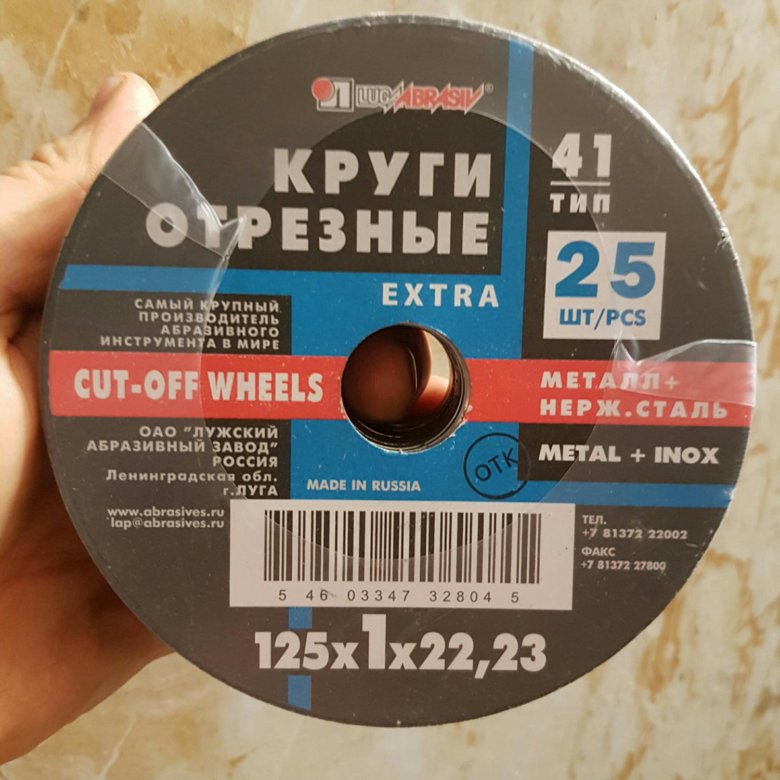 LUGAABRASIV®
КРУГИ
ОТРЕЗНЫЕ
EXTRA
41
ТИП
25
ШТ/PCS
САМЫЙ КРУПНЫЙ
ПРОИЗВОДИТЕЛЬ
АБРАЗИВНОГО
ИНСТРУМЕНТА В МИРЕ
CUT-OFF WHEELS
МЕТАЛЛ+
НЕРЖ.СТАЛЬ
ОАО "ЛУЖСКИЙ
АБРАЗИВНЫЙ ЗАВОД"
РОССИЯ
Ленинградская обл.
г.ЛУГА
METAL + INOX
ОТК
MADE IN RUSSIA
www.abrasives.ru
lap@abrasives.ru
ТЕЛ.
+7 81372 22002
ФАКС
+7 81372 27800
5 46 03347 32804 5
125x1x22,23